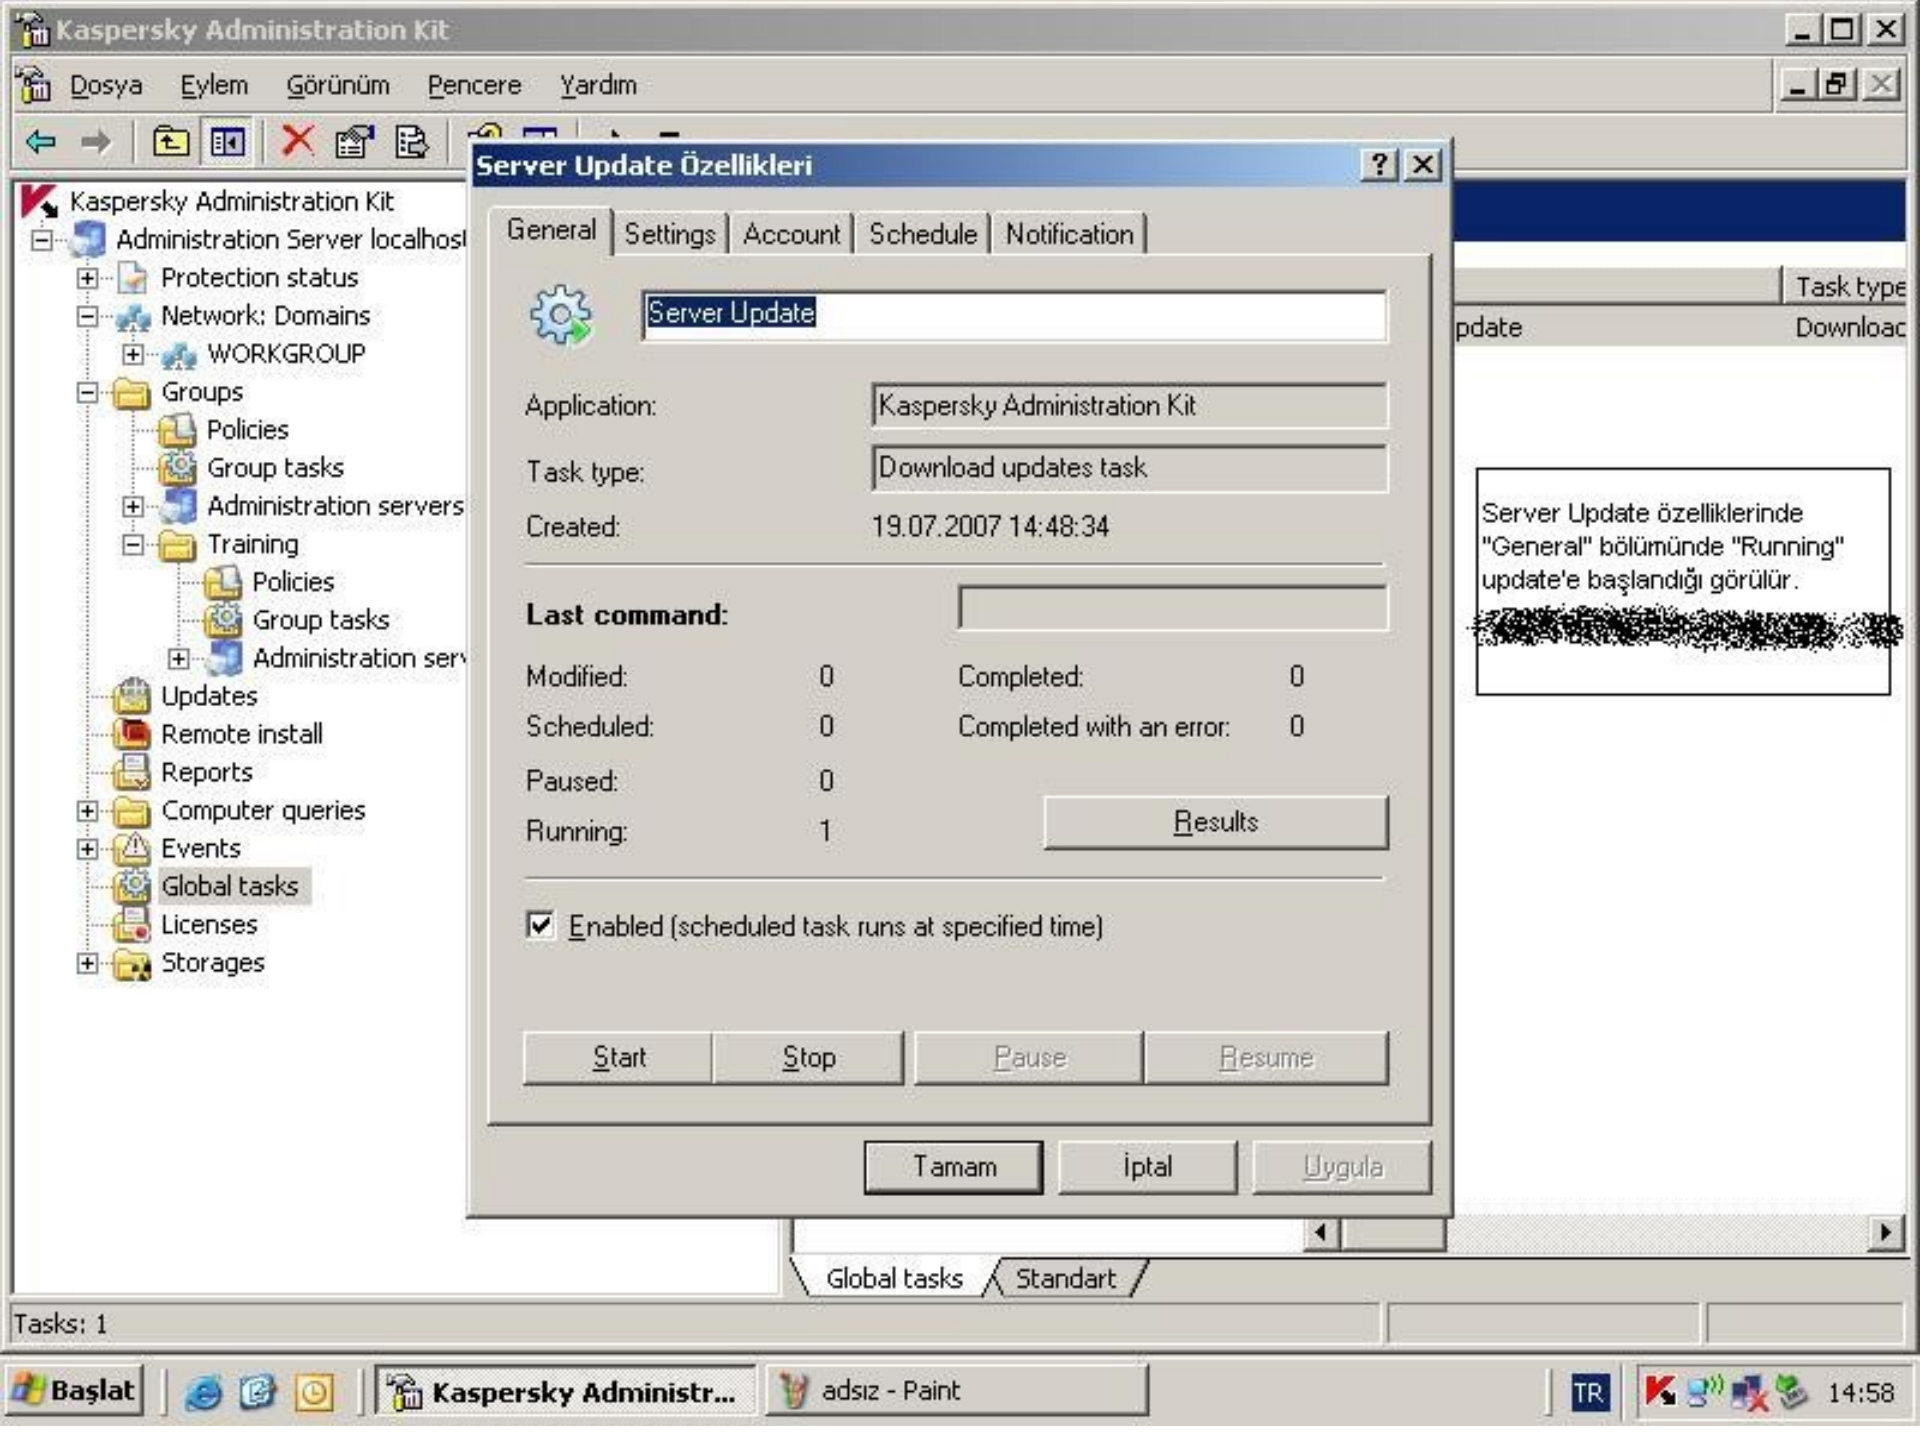 Kaspersky Administration Kit
Dosya Eylem Görünüm Pencere Yardım
Kaspersky Administration Kit
Administration Server localhost
Protection status
Network: Domains
WORKGROUP
Groups
Policies
Group tasks
Administration servers
Training
Policies
Group tasks
Administration serv
Updates
Remote install
Reports
Computer queries
Events
Global tasks
Licenses
Storages
Server Update Özellikleri
General Settings Account Schedule Notification
Server Update
Application: Kaspersky Administration Kit
Task type: Download updates task
Created: 19.07.2007 14:48:34
Last command:
Modified: 0 Completed: 0
Scheduled: 0 Completed with an error: 0
Paused: 0
Running: 1
Results
Enabled (scheduled task runs at specified time)
Start Stop Pause Resume
Tamam İptal Uygula
Task type
pdate Download
Server Update özelliklerinde
"General" bölümünde "Running"
update'e başlandığı görülür.
Global tasks Standart
Tasks: 1
Başlat Kaspersky Administr... adsız - Paint TR 14:58